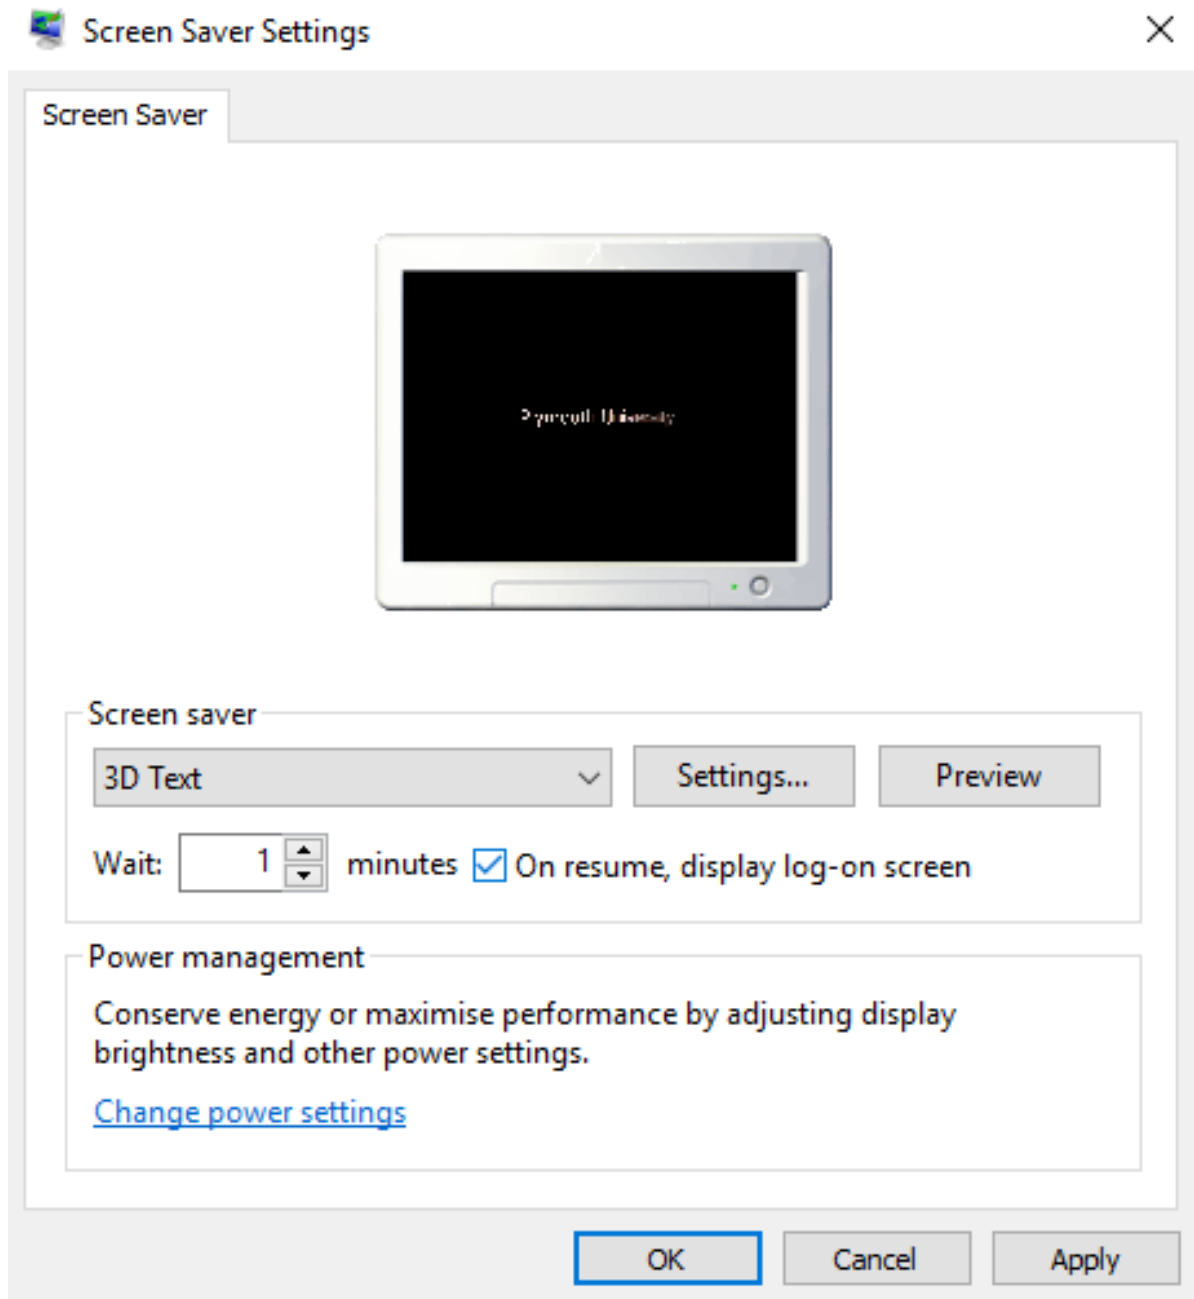 Screen Saver Settings
Screen Saver
Plymouth University
Screen saver
3D Text
Settings...
Preview
Wait: 1 minutes On resume, display log-on screen
Power management
Conserve energy or maximise performance by adjusting display
brightness and other power settings.
Change power settings
OK
Cancel
Apply